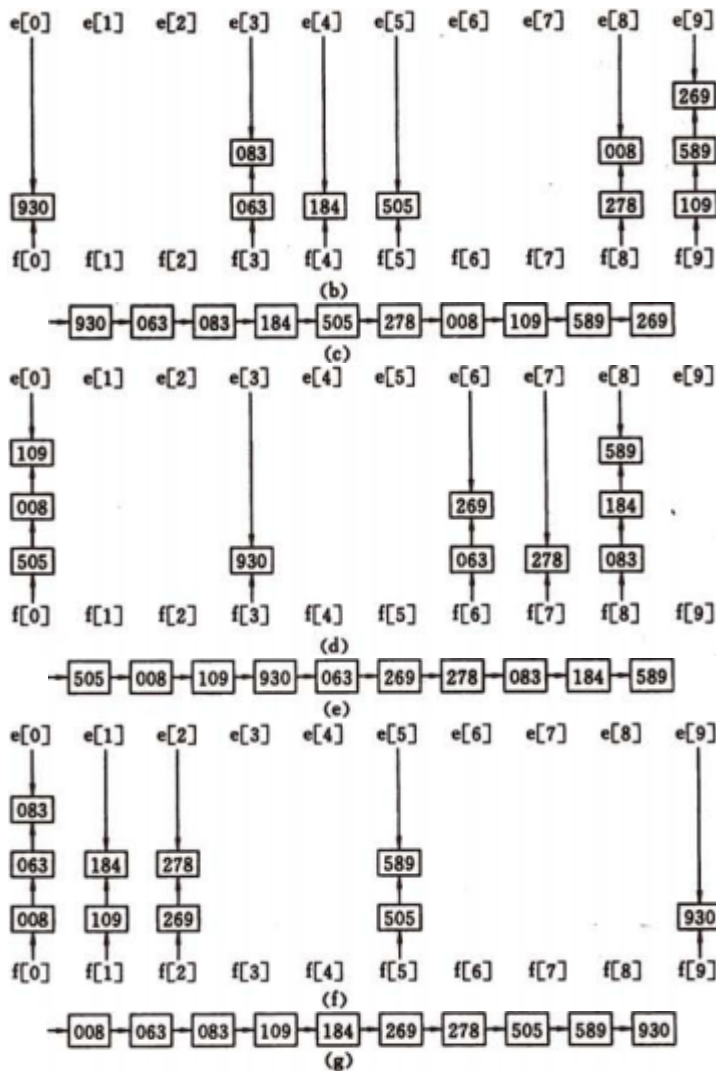 e[0] e[1] e[2] e[3] e[4] e[5] e[6] e[7] e[8] e[9]
269
083 008 589
930 063 184 505 278 109
f[0] f[1] f[2] f[3] f[4] f[5] f[6] f[7] f[8] f[9]
(b)
930 063 083 184 505 278 008 109 589 269
(c)
e[0] e[1] e[2] e[3] e[4] e[5] e[6] e[7] e[8] e[9]
109 589
008 269 184
505 930 063 278 083
f[0] f[1] f[2] f[3] f[4] f[5] f[6] f[7] f[8] f[9]
(d)
505 008 109 930 063 269 278 083 184 589
(e)
e[0] e[1] e[2] e[3] e[4] e[5] e[6] e[7] e[8] e[9]
083
063 184 278 589
008 109 269 505 930
f[0] f[1] f[2] f[3] f[4] f[5] f[6] f[7] f[8] f[9]
(f)
008 063 083 109 184 269 278 505 589 930
(g)